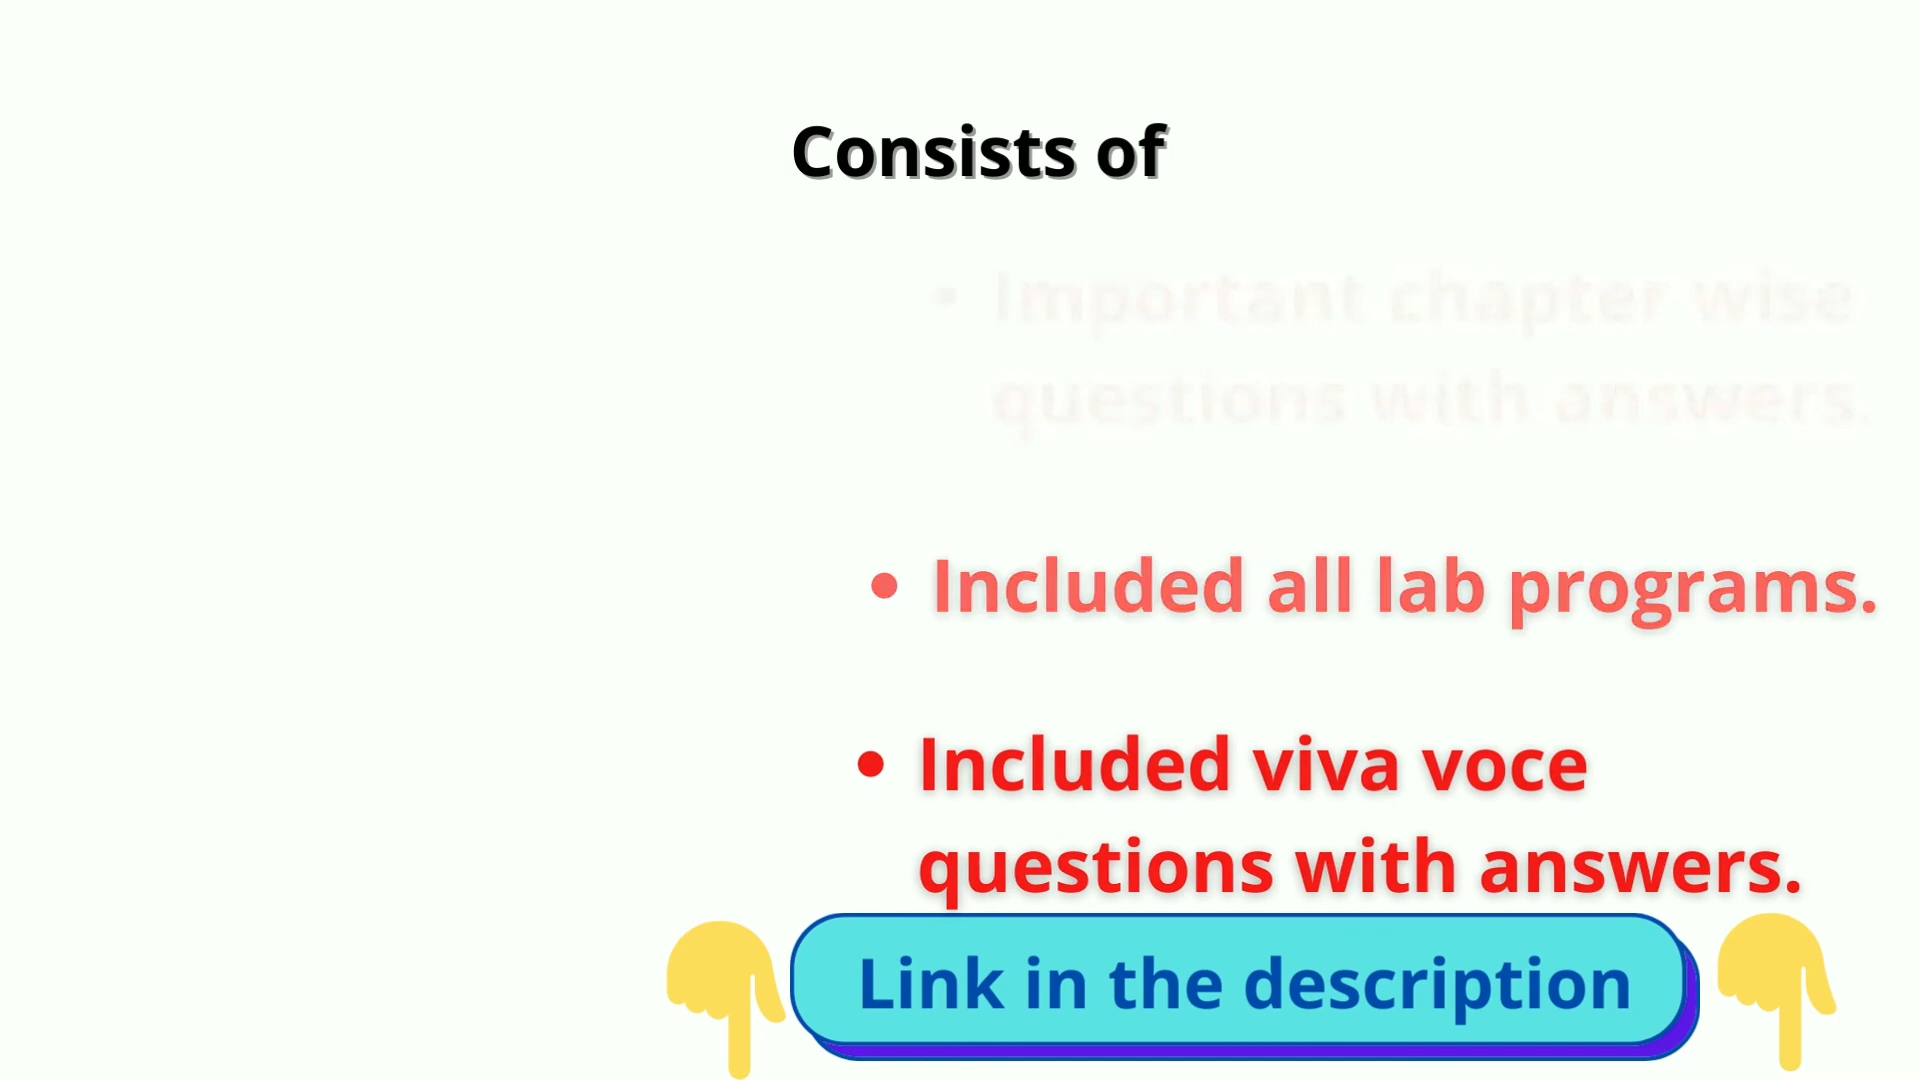 Consists of
• Important chapter wise
questions with answers.
• Included all lab programs.
• Included viva voce
questions with answers.
Link in the description